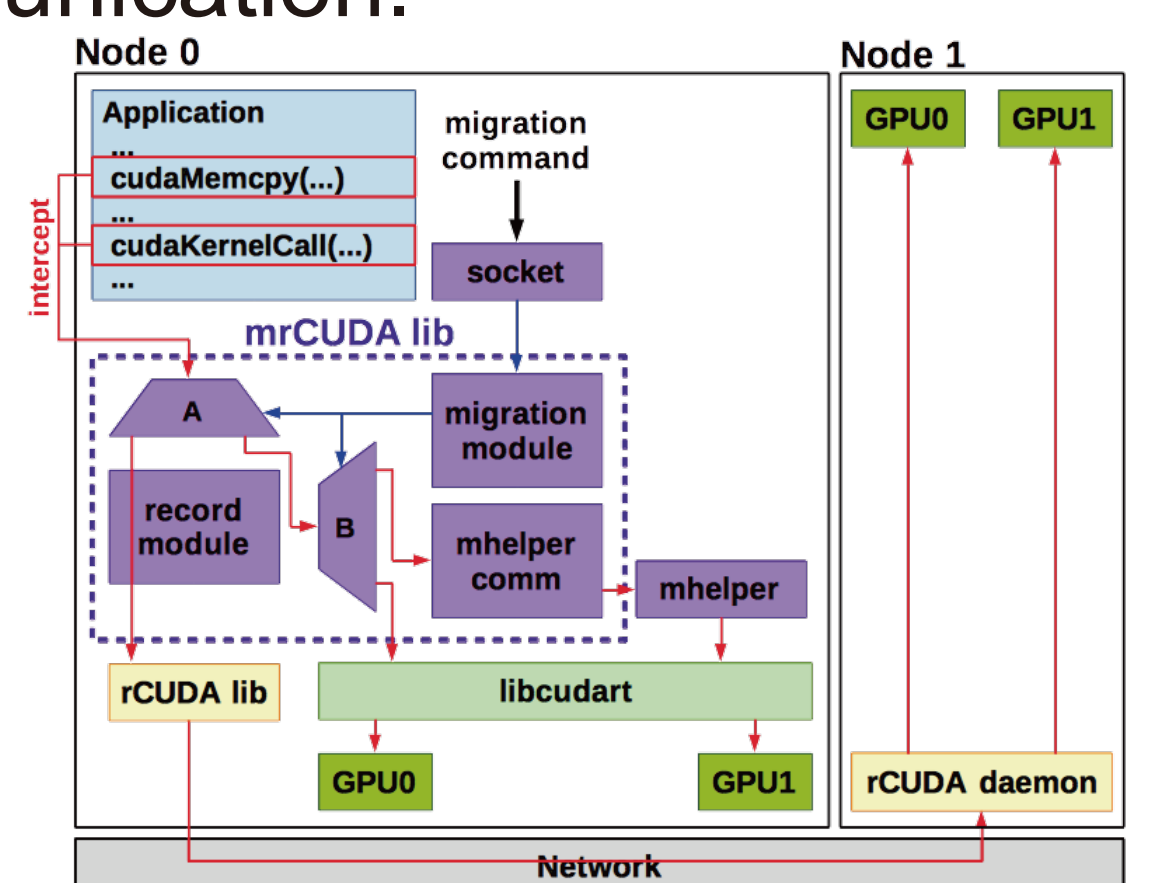 unication.
Node 0
Node 1
Application
...
cudaMemcpy(...)
...
cudaKernelCall(...)
...
intercept
migration
command
socket
GPU0
GPU1
mrCUDA lib
A
migration
module
record
module
B
mhelper
comm
mhelper
rCUDA lib
libcudart
GPU0
GPU1
rCUDA daemon
Network